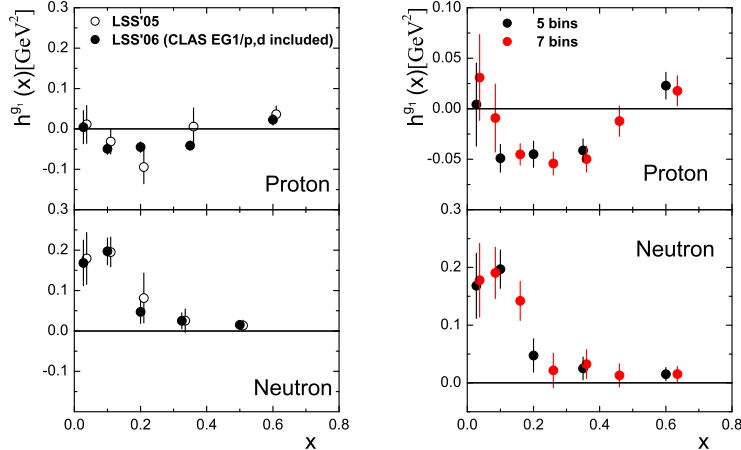 LSS'05
LSS'06 (CLAS EG1/p,d included)
h^{g_1}(x)[GeV^2]
0.3
0.2
0.1
0.0
-0.1
Proton
0.3
0.2
0.1
0.0
-0.1
Neutron
0.0 0.2 0.4 0.6 0.8
X
5 bins
7 bins
h^{g_1}(x)[GeV^2]
0.10
0.05
0.00
-0.05
Proton
0.3
0.2
0.1
0.0
Neutron
0.0 0.2 0.4 0.6 0.8
X